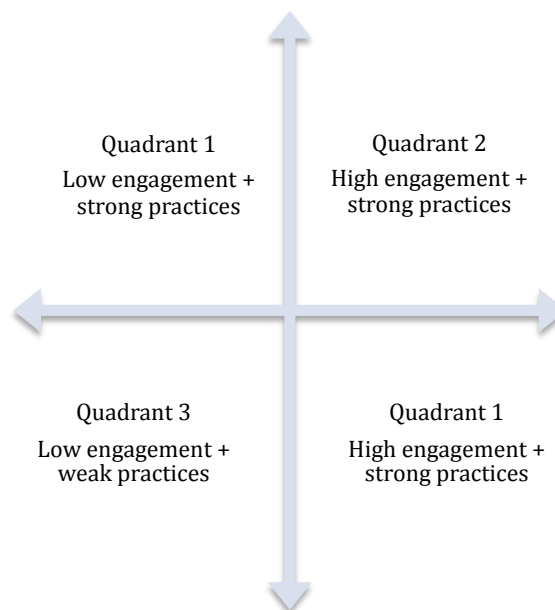 Quadrant 1
Low engagement +
strong practices
Quadrant 2
High engagement +
strong practices
Quadrant 3
Low engagement +
weak practices
Quadrant 1
High engagement +
strong practices